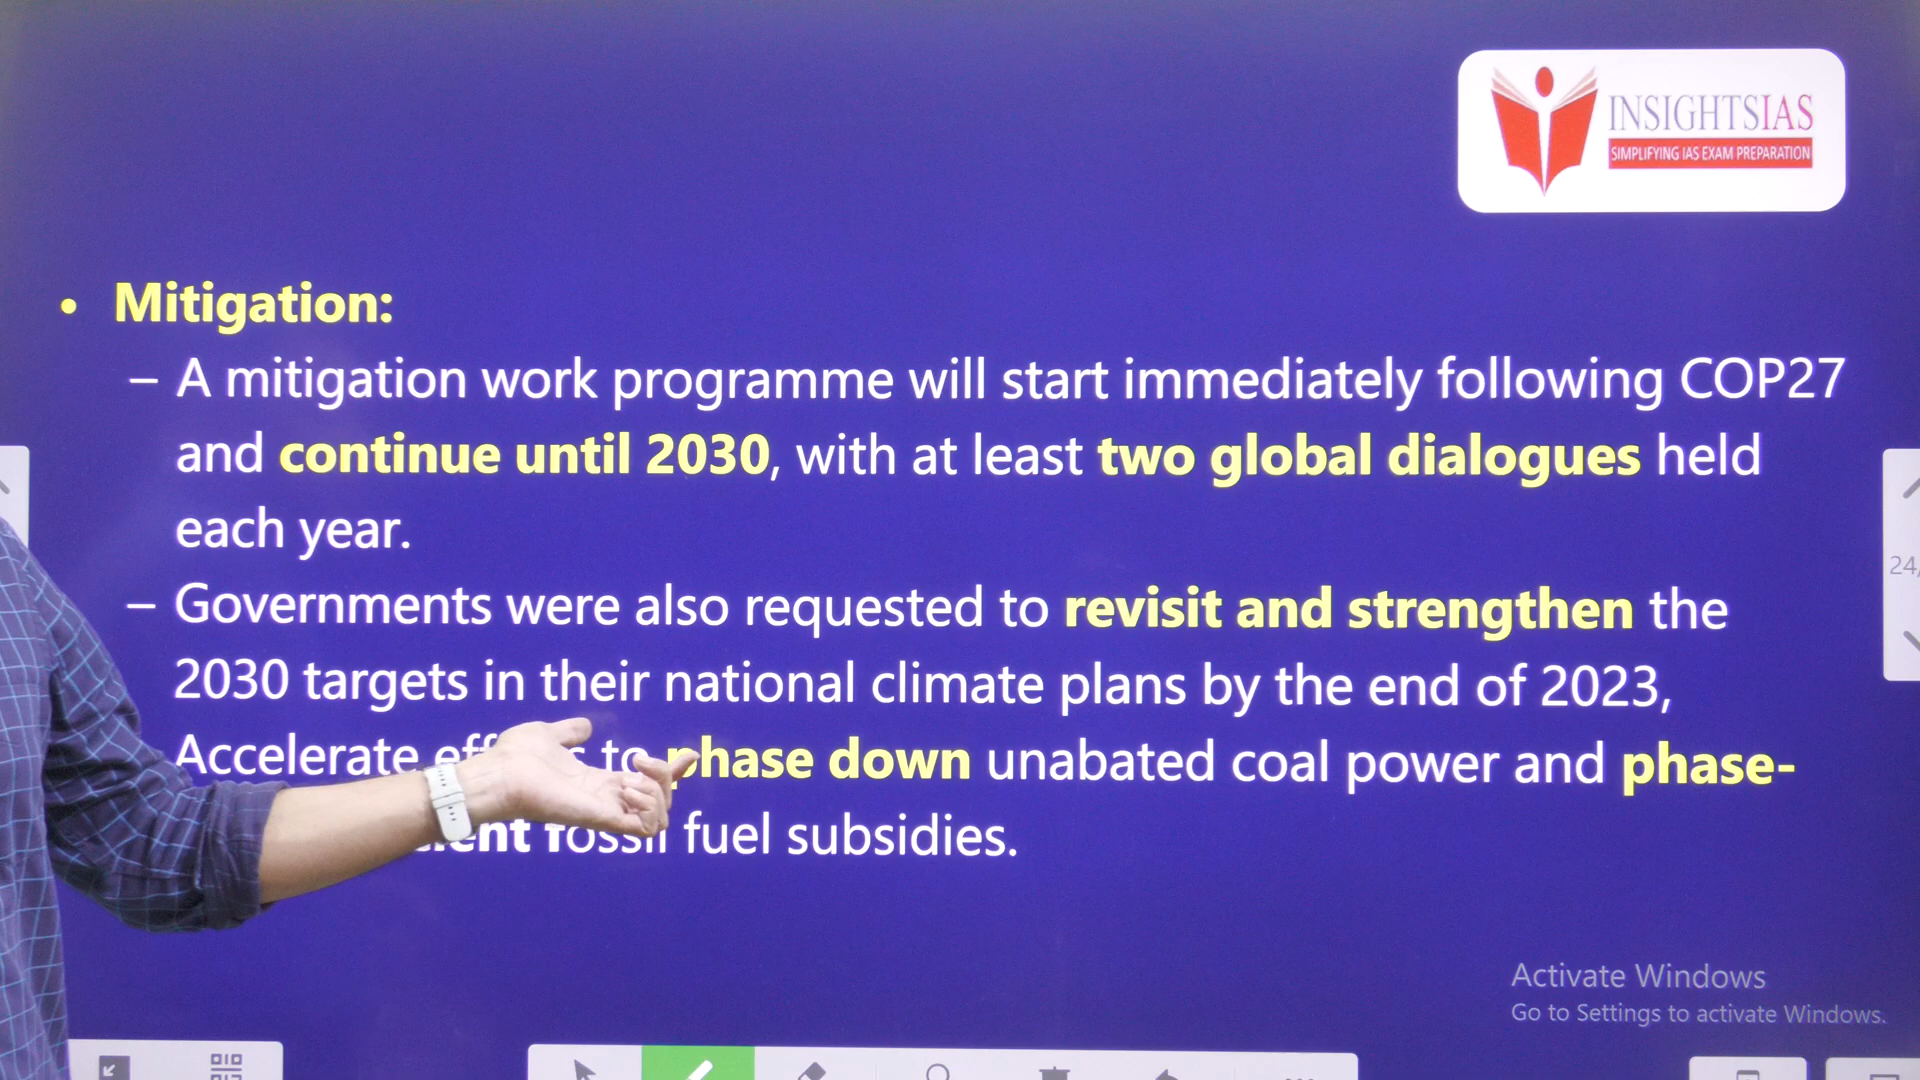 INSIGHTSIAS
SIMPLIFYING IAS EXAM PREPARATION
• Mitigation:
– A mitigation work programme will start immediately following COP27
and continue until 2030, with at least two global dialogues held
each year.
– Governments were also requested to revisit and strengthen the
2030 targets in their national climate plans by the end of 2023,
Accelerate to phase down unabated coal power and phase-
fossil fuel subsidies.
24/
Activate Windows
Go to Settings to activate Windows.